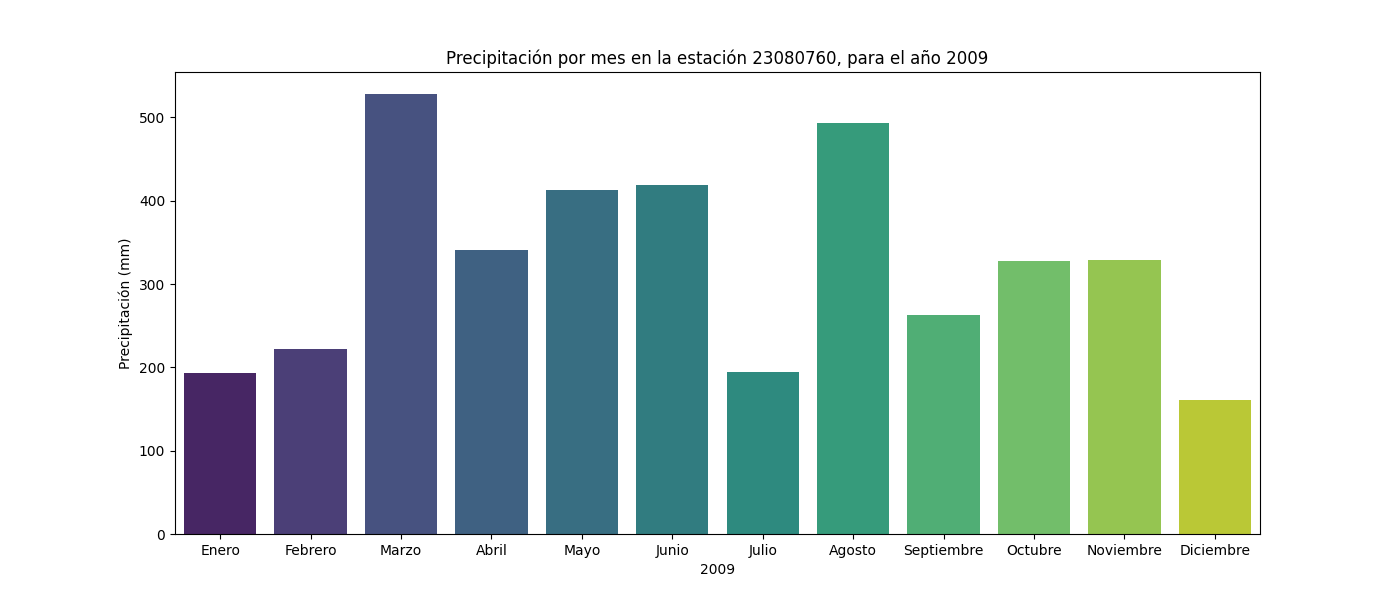 Precipitación por mes en la estación 23080760, para el año 2009
Precipitación (mm)
500
400
300
200
100
0
Enero Febrero Marzo Abril Mayo Junio Julio Agosto Septiembre Octubre Noviembre Diciembre
2009